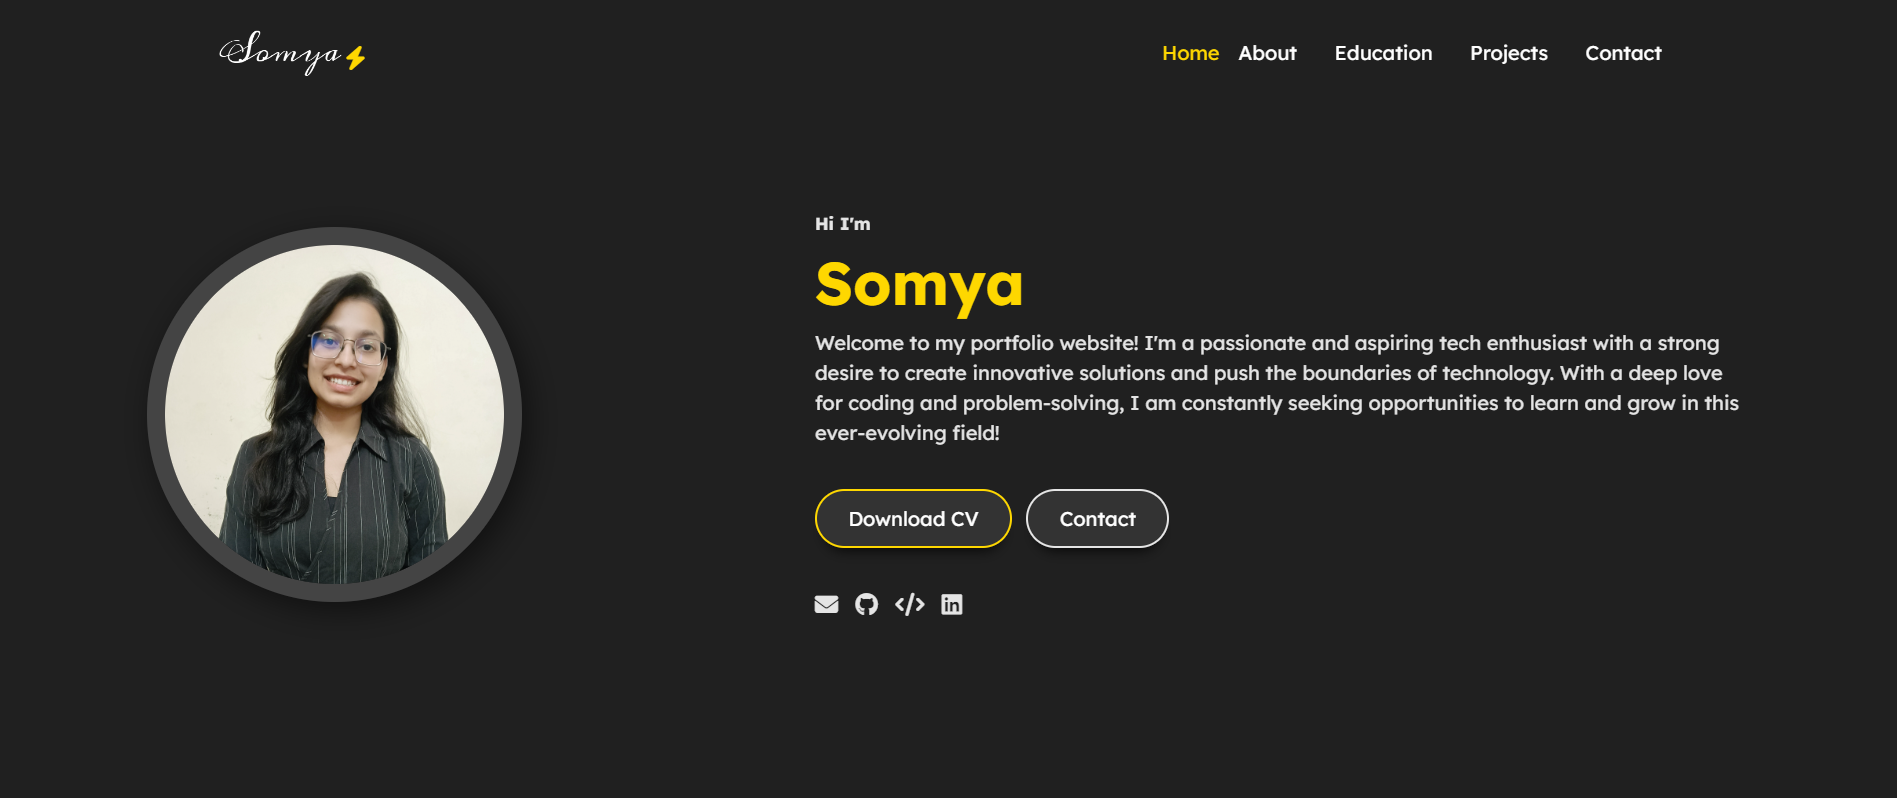 Somya
Home About Education Projects Contact
Hi I'm
Somya
Welcome to my portfolio website! I'm a passionate and aspiring tech enthusiast with a strong
desire to create innovative solutions and push the boundaries of technology. With a deep love
for coding and problem-solving, I am constantly seeking opportunities to learn and grow in this
ever-evolving field!
Download CV Contact